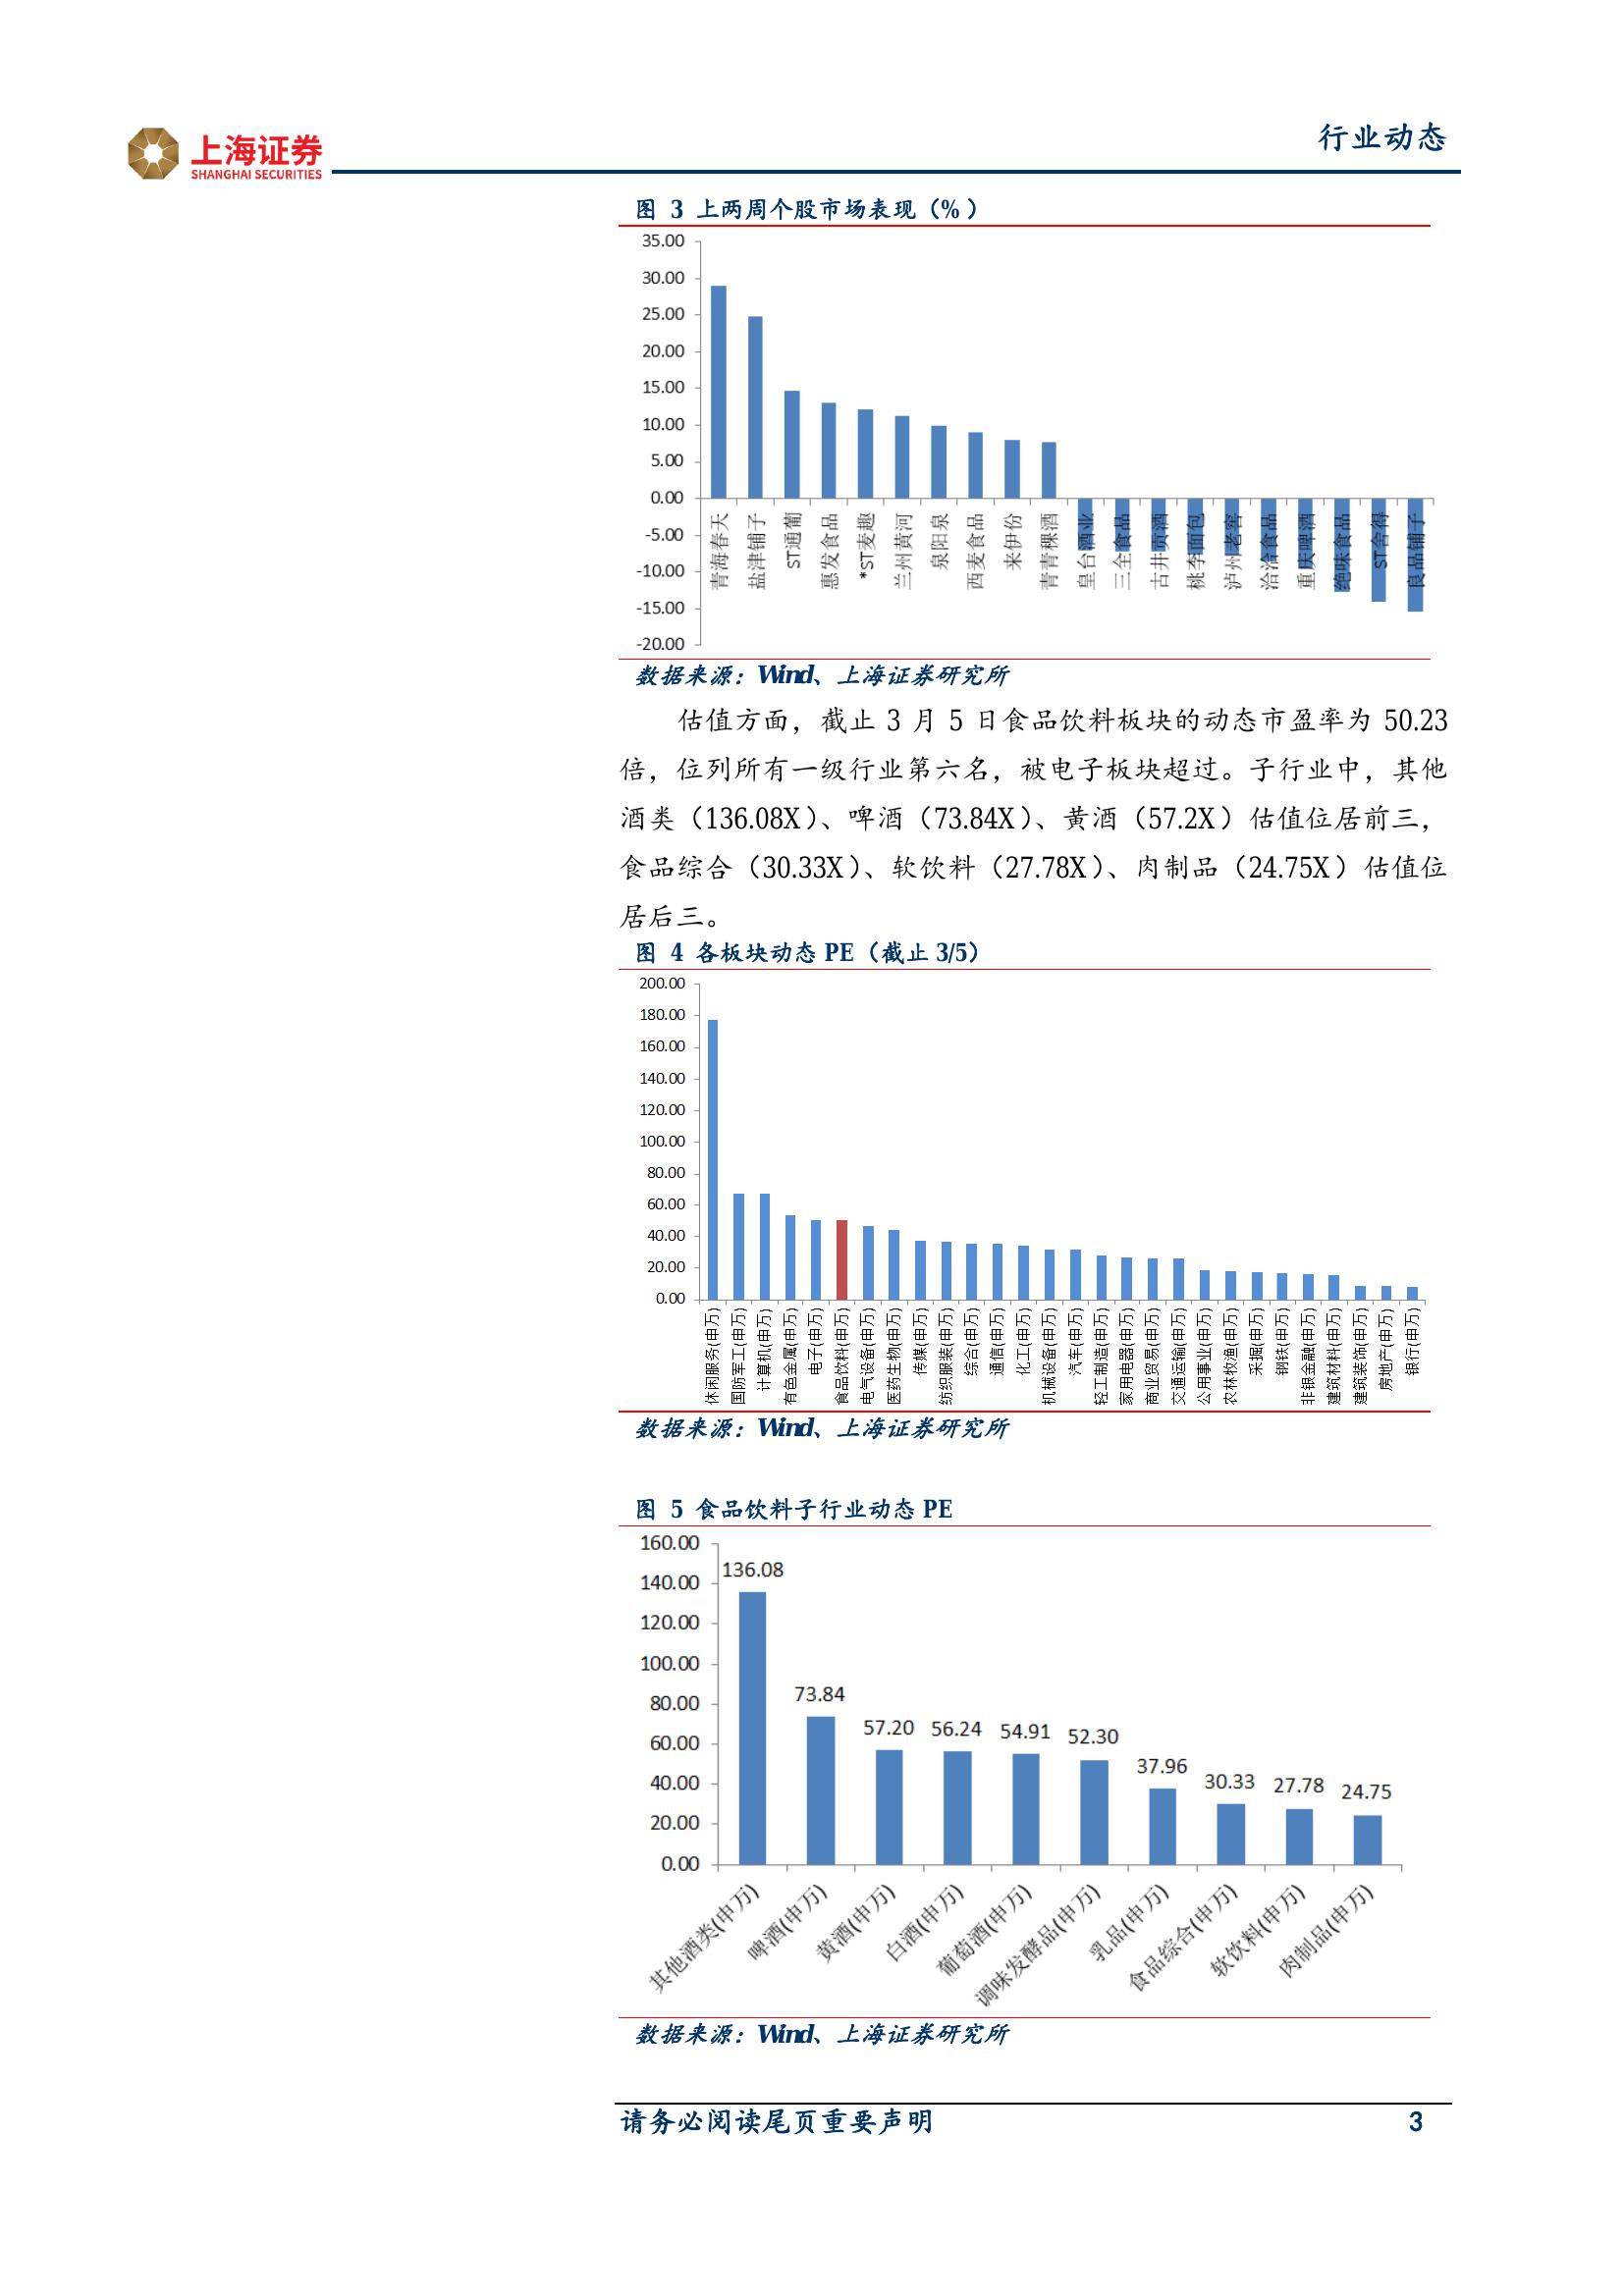 上海证券
SHANGHAI SECURITIES
行业动态
图 3 上两周个股市场表现（%）
35.00
30.00
25.00
20.00
15.00
10.00
5.00
0.00
-5.00
-10.00
-15.00
-20.00
青海春天
盐津铺子
ST通葡
惠发食品
*ST麦趣
兰州黄河
泉阳泉
西麦食品
来伊份
青青稞酒
皇台酒业
三全食品
古井贡酒
桃李面包
泸州老窖
洽洽食品
重庆啤酒
绝味食品
ST舍得
良品铺子
数据来源：Wind、上海证券研究所
估值方面，截止 3 月 5 日食品饮料板块的动态市盈率为 50.23
倍，位列所有一级行业第六名，被电子板块超过。子行业中，其他
酒类（136.08X）、啤酒（73.84X）、黄酒（57.2X）估值位居前三，
食品综合（30.33X）、软饮料（27.78X）、肉制品（24.75X）估值位
居后三。
图 4 各板块动态 PE（截止 3/5）
200.00
180.00
160.00
140.00
120.00
100.00
80.00
60.00
40.00
20.00
0.00
休闲服务(申万)
国防军工(申万)
计算机(申万)
有色金属(申万)
电子(申万)
食品饮料(申万)
电气设备(申万)
医药生物(申万)
传媒(申万)
纺织服装(申万)
综合(申万)
通信(申万)
化工(申万)
机械设备(申万)
汽车(申万)
轻工制造(申万)
家用电器(申万)
商业贸易(申万)
交通运输(申万)
公用事业(申万)
农林牧渔(申万)
采掘(申万)
钢铁(申万)
非银金融(申万)
建筑材料(申万)
建筑装饰(申万)
房地产(申万)
银行(申万)
数据来源：Wind、上海证券研究所
图 5 食品饮料子行业动态 PE
160.00
140.00
120.00
100.00
80.00
60.00
40.00
20.00
0.00
136.08
73.84
57.20
56.24
54.91
52.30
37.96
30.33
27.78
24.75
其他酒类(申万)
啤酒(申万)
黄酒(申万)
白酒(申万)
葡萄酒(申万)
调味发酵品(申万)
乳品(申万)
食品综合(申万)
软饮料(申万)
肉制品(申万)
数据来源：Wind、上海证券研究所
请务必阅读尾页重要声明
3